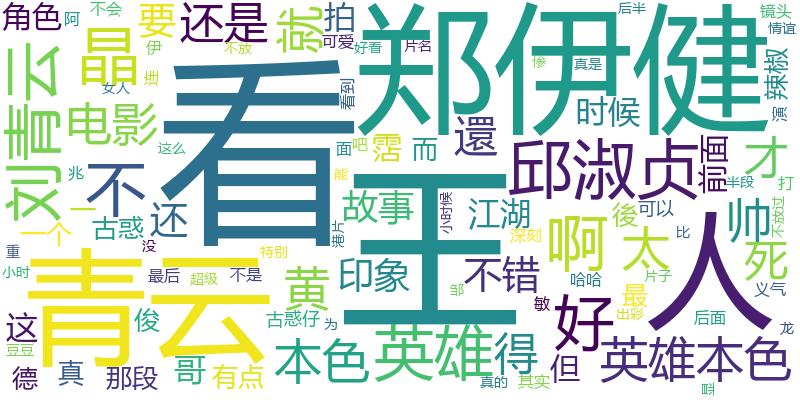 角色
阿
不会
要
还是
就
拍
可爱
郑伊健
后半
镜头
情谊
好看
片名
惨
真是
辣椒
演
伊
进
不放
女人
晶
刘青云
电影
看
看到
时候
这么
不
面
吧
霑
而
還
邱淑贞
前面
才
兆
能
半段
打
一
还
故事
王
小时候
江湖
后
可以
帅
不放过
古惑
一个
港片
深刻
啊
太
比
人
没
特别
重
青云
黄
印象
不错
死
小时
最后
超级
不是
邹
哈哈
最
片子
义气
敏
出彩
这
俊
古惑仔
为
好
后面
龙
豆豆
本色
英雄
得
但
英雄本色
德
真
那段
哥
有点
真的
其实